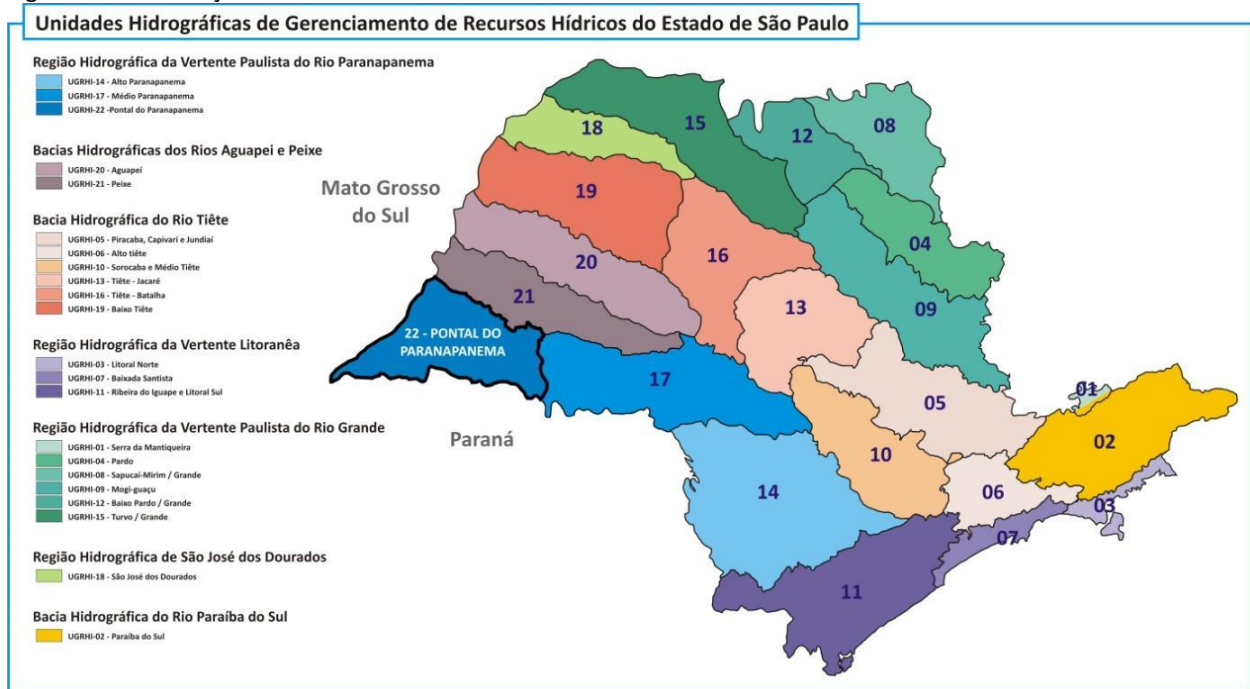 Unidades Hidrográficas de Gerenciamento de Recursos Hídricos do Estado de São Paulo
Região Hidrográfica da Vertente Paulista do Rio Paranapanema
UGRHI-14 - Alto Paranapanema
UGRHI-17 - Médio Paranapanema
UGRHI-22 -Pontal do Paranapanema
Bacias Hidrográficas dos Rios Aguapei e Peixe
UGRHI-20 - Aguapeí
UGRHI-21 - Peixe
Bacia Hidrográfica do Rio Tiête
UGRHI-05 - Piracaba, Capivari e Jundiaí
UGRHI-06 - Alto tiête
UGRHI-10 - Sorocaba e Médio Tiête
UGRHI-13 - Tiête - Jacaré
UGRHI-16 - Tiête - Batalha
UGRHI-19 - Baixo Tiête
Região Hidrográfica da Vertente Litoranêa
UGRHI-03 - Litoral Norte
UGRHI-07 - Baixada Santista
UGRHI-11 - Ribeira do Iguape e Litoral Sul
Região Hidrográfica da Vertente Paulista do Rio Grande
UGRHI-01 - Serra da Mantiqueira
UGRHI-04 - Pardo
UGRHI-08 - Sapucaí-Mirim / Grande
UGRHI-09 - Mogi-guaçu
UGRHI-12 - Baixo Pardo / Grande
UGRHI-15 - Turvo / Grande
Região Hidrográfica de São José dos Dourados
UGRHI-18 - São José dos Dourados
Bacia Hidrográfica do Rio Paraíba do Sul
UGRHI-02 - Paraíba do Sul
Mato Grosso
do Sul
Paraná
15
18
12
08
19
04
16
20
21
13
09
22 - PONTAL DO
PARANAPANEMA
17
05
01
02
10
14
06
03
07
11